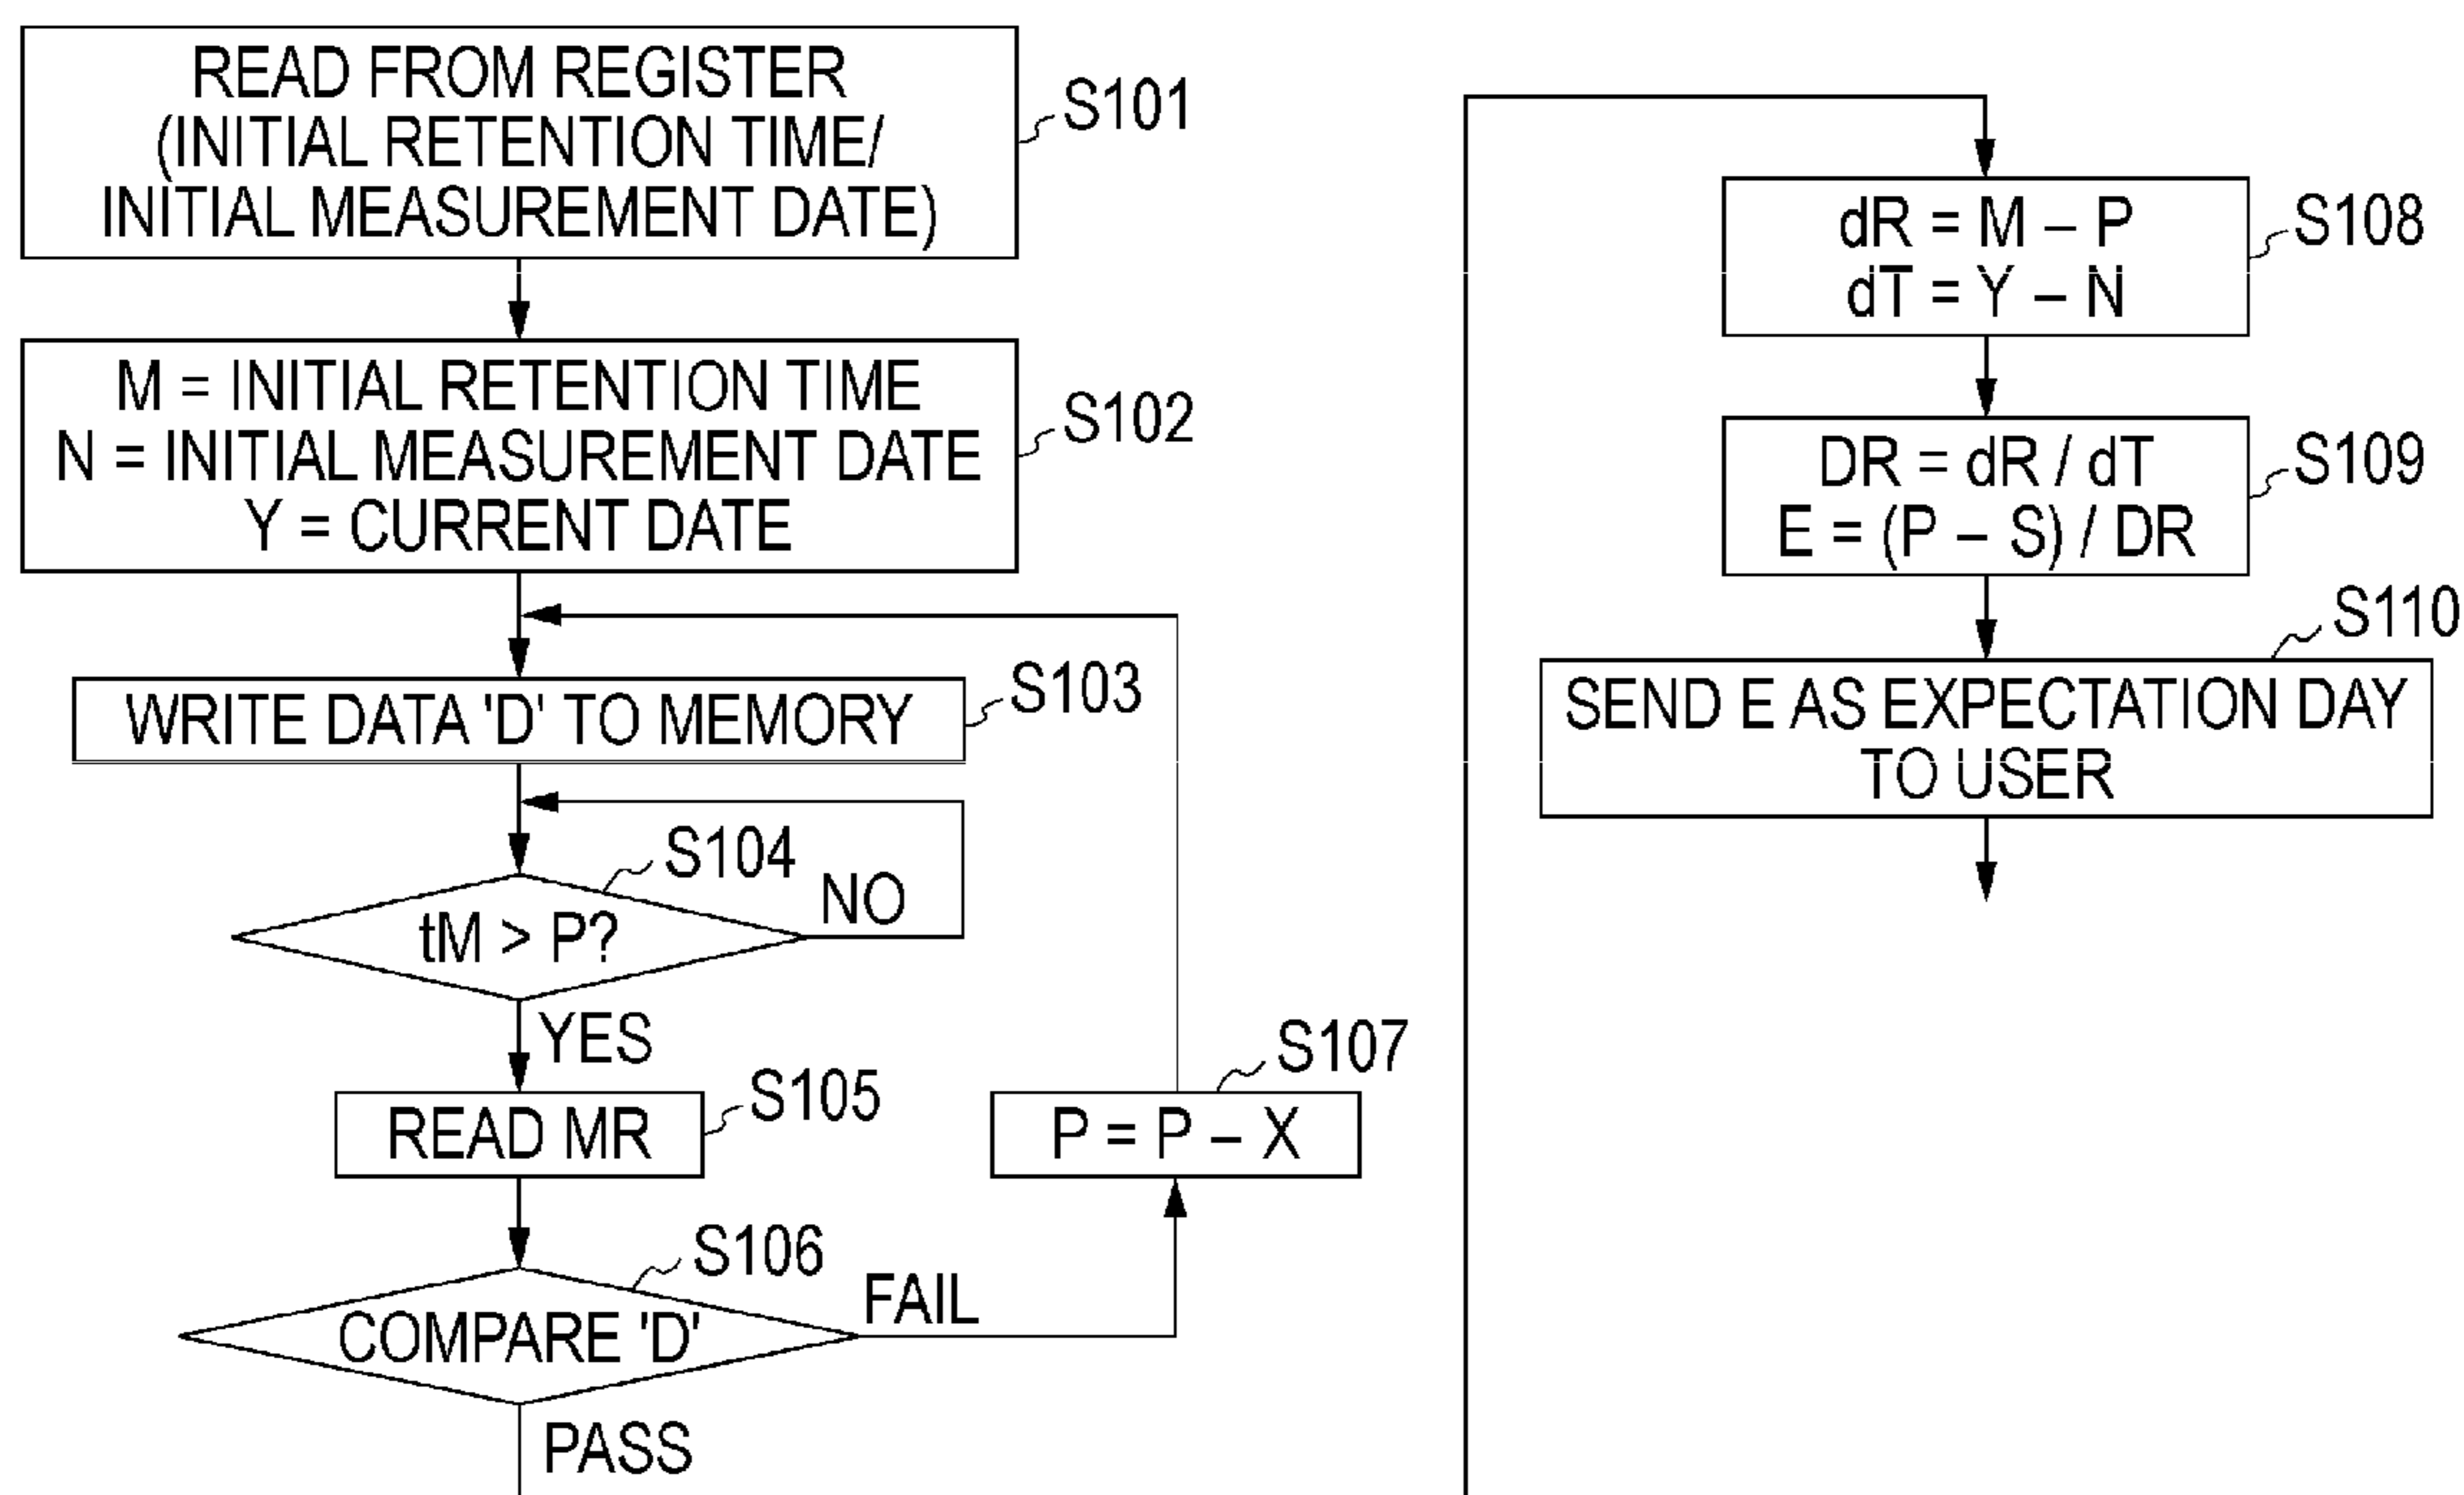 READ FROM REGISTER
(INITIAL RETENTION TIME/
INITIAL MEASUREMENT DATE)
S101
M = INITIAL RETENTION TIME
N = INITIAL MEASUREMENT DATE
Y = CURRENT DATE
S102
WRITE DATA 'D' TO MEMORY
S103
S104
tM > P?
NO
YES
READ MR
S105
S106
COMPARE 'D'
FAIL
PASS
S107
P = P – X
dR = M – P
dT = Y – N
S108
DR = dR / dT
E = (P – S) / DR
S109
S110
SEND E AS EXPECTATION DAY
TO USER